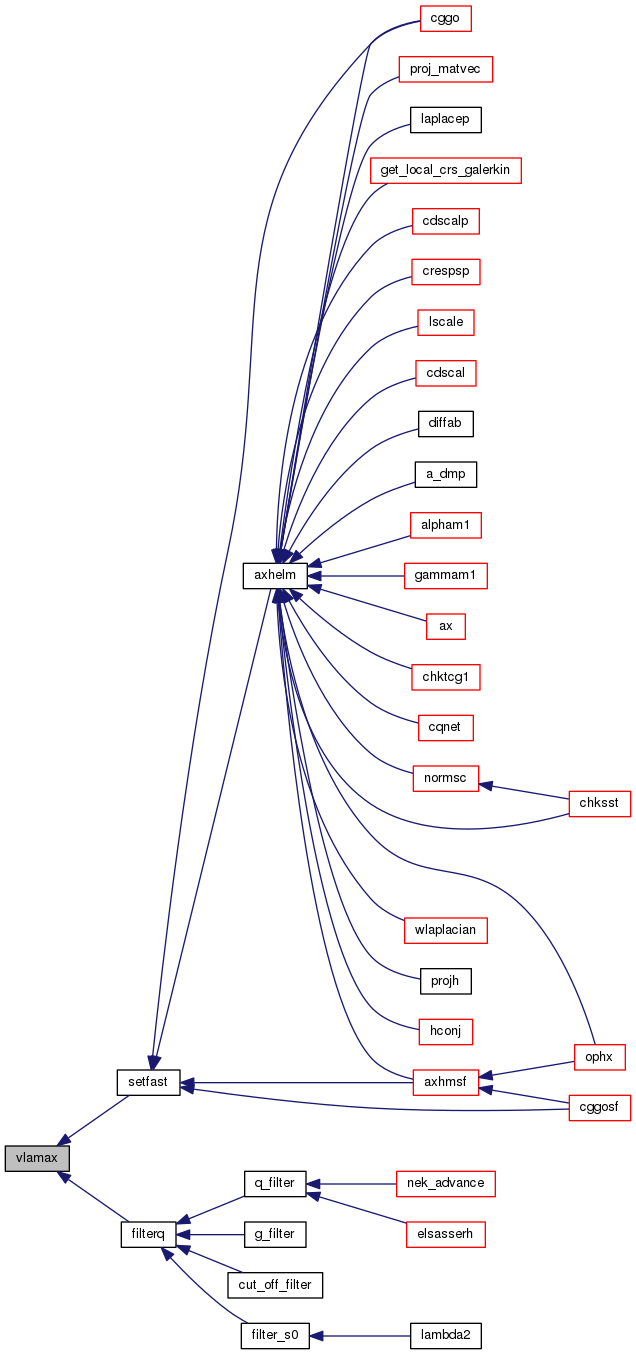 cggo
proj_matvec
laplacep
get_local_crs_galerkin
cdscalp
crespsp
lscale
cdscal
diffab
a_dmp
alpham1
axhelm
gammam1
ax
chktcg1
cqnet
normsc
chksst
wlaplacian
projh
hconj
ophx
setfast
axhmsf
cggosf
vlamax
q_filter
nek_advance
filterq
g_filter
elsasserh
cut_off_filter
filter_s0
lambda2